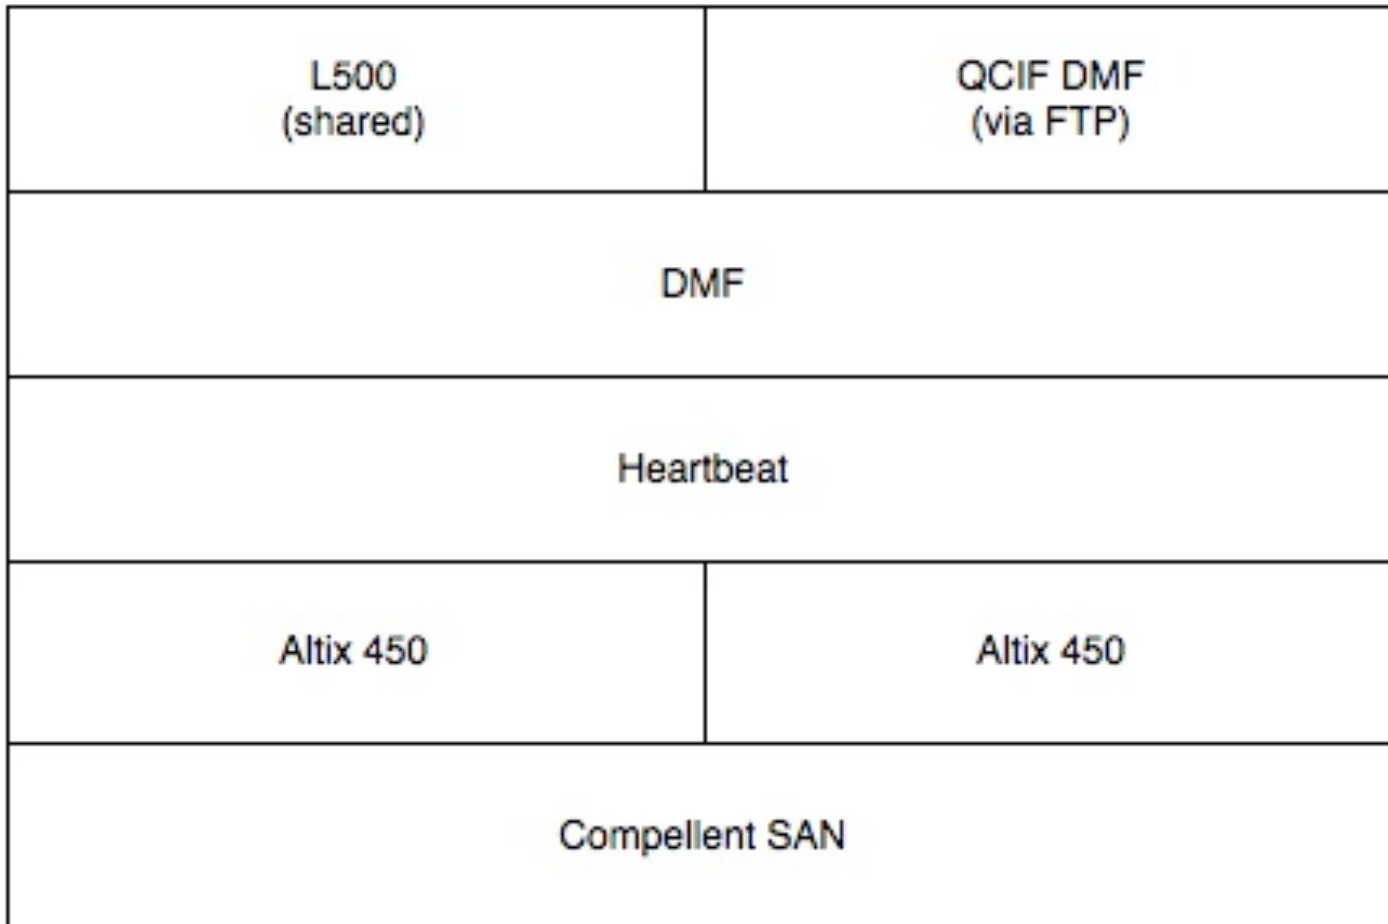 L500
(shared)
QCIF DMF
(via FTP)
DMF
Heartbeat
Altix 450
Altix 450
Compellent SAN